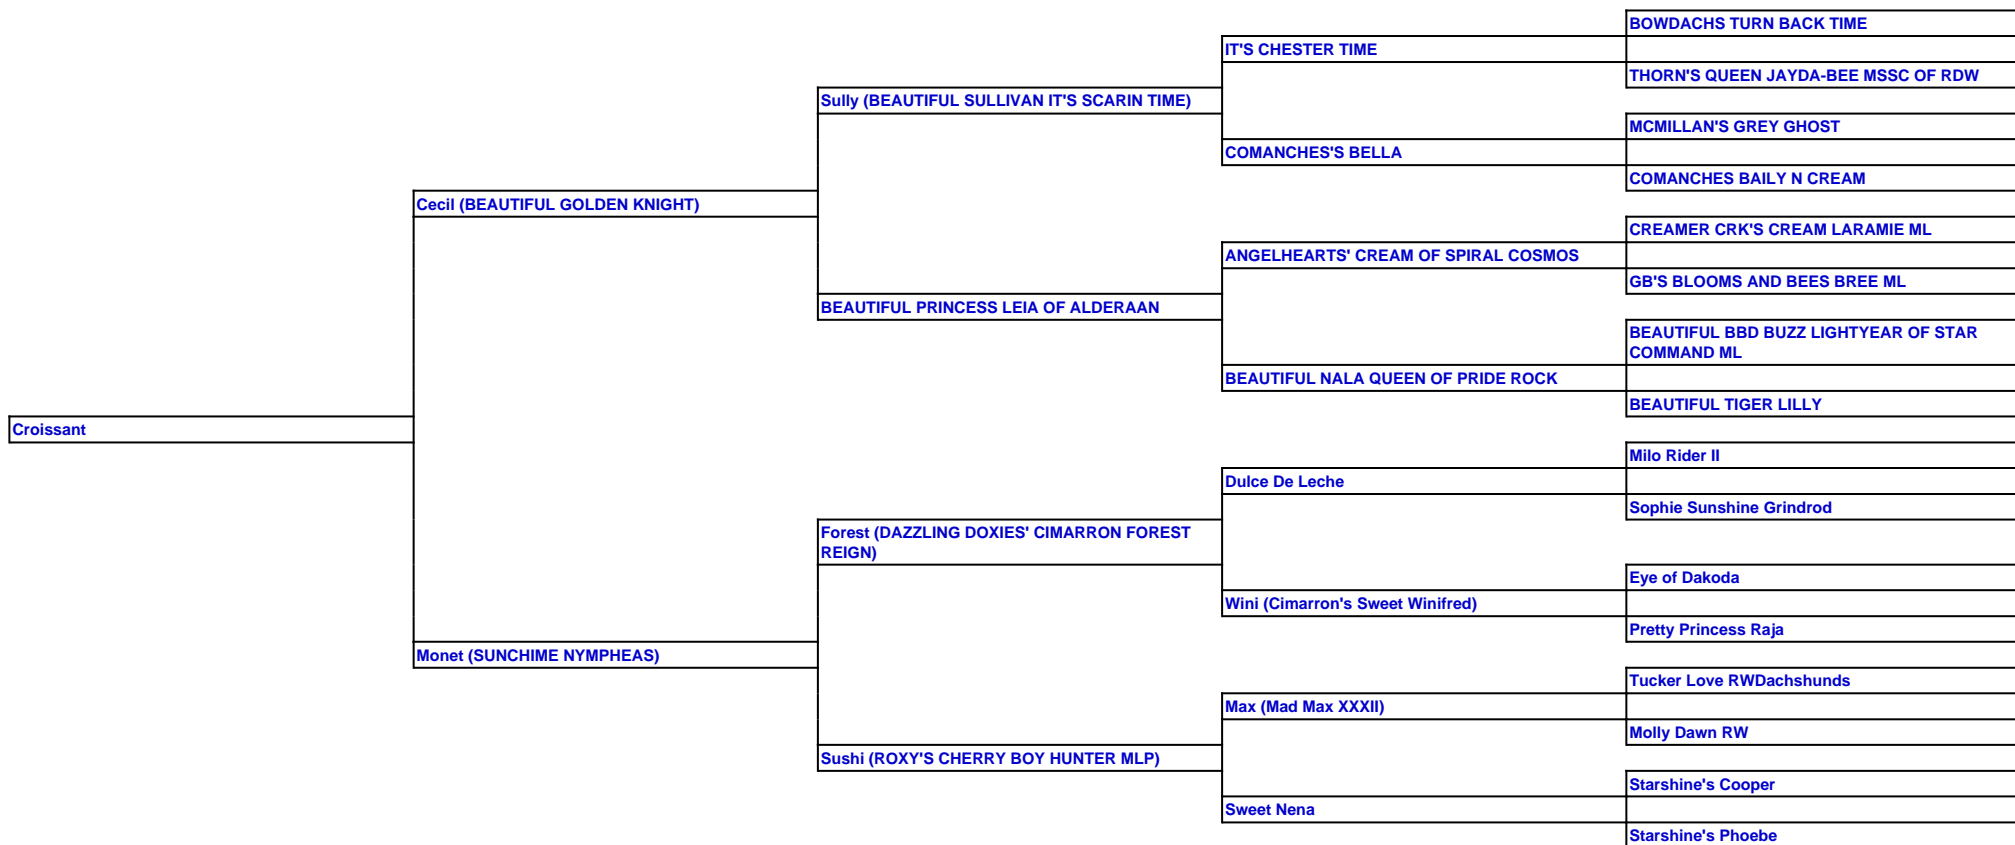 BOWDACHS TURN BACK TIME
IT'S CHESTER TIME
THORN'S QUEEN JAYDA-BEE MSSC OF RDW
Sully (BEAUTIFUL SULLIVAN IT'S SCARIN TIME)
MCMILLAN'S GREY GHOST
COMANCHES'S BELLA
COMANCHES BAILY N CREAM
Cecil (BEAUTIFUL GOLDEN KNIGHT)
CREAMER CRK'S CREAM LARAMIE ML
ANGELHEARTS' CREAM OF SPIRAL COSMOS
GB'S BLOOMS AND BEES BREE ML
BEAUTIFUL PRINCESS LEIA OF ALDERAAN
BEAUTIFUL BBD BUZZ LIGHTYEAR OF STAR
COMMAND ML
BEAUTIFUL NALA QUEEN OF PRIDE ROCK
BEAUTIFUL TIGER LILLY
Croissant
Milo Rider II
Dulce De Leche
Sophie Sunshine Grindrod
Forest (DAZZLING DOXIES' CIMARRON FOREST
REIGN)
Eye of Dakoda
Wini (Cimarron's Sweet Winifred)
Pretty Princess Raja
Monet (SUNCHIME NYMPHEAS)
Tucker Love RWDachshunds
Max (Mad Max XXXII)
Molly Dawn RW
Sushi (ROXY'S CHERRY BOY HUNTER MLP)
Starshine's Cooper
Sweet Nena
Starshine's Phoebe